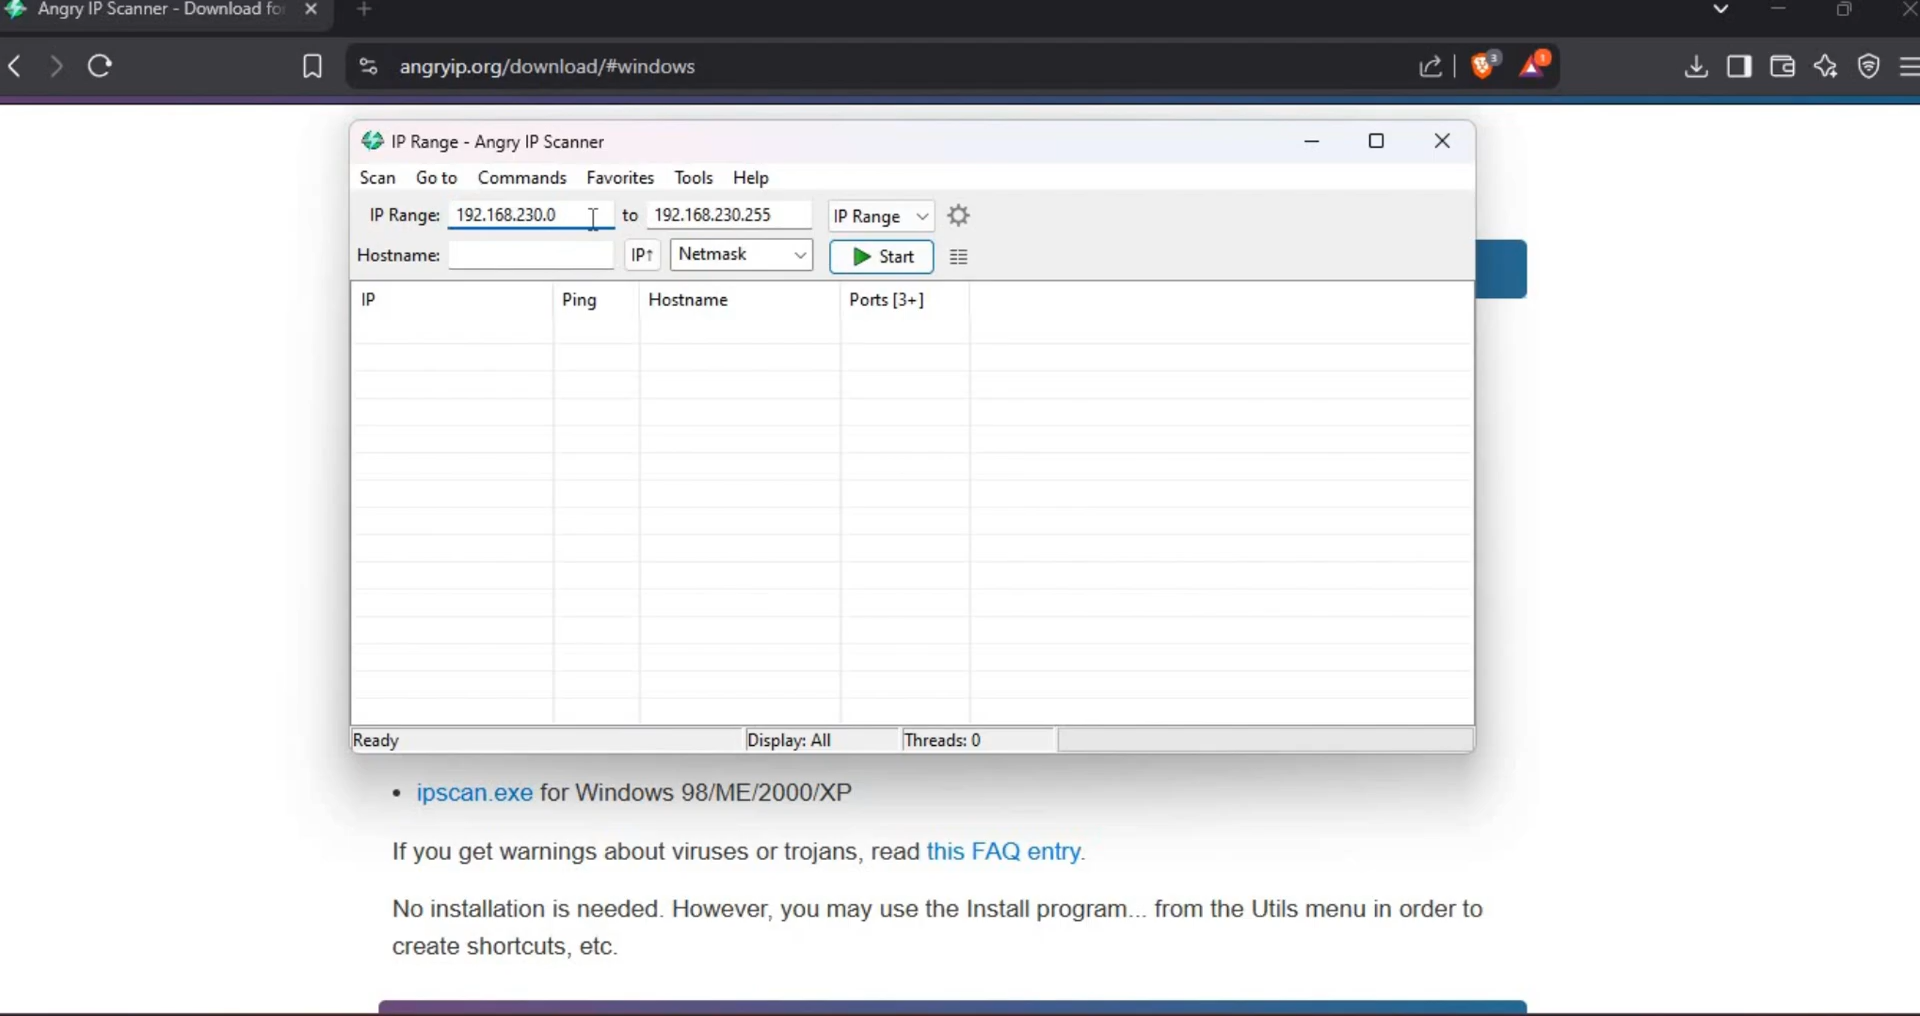 Angry IP Scanner - Download fo
angryip.org/download/#windows
3
1
IP Range - Angry IP Scanner
Scan Go to Commands Favorites Tools Help
IP Range: 192.168.230.0 to 192.168.230.255 IP Range
Hostname: IP↑ Netmask Start
IP Ping Hostname Ports [3+]
Ready Display: All Threads: 0
• ipscan.exe for Windows 98/ME/2000/XP
If you get warnings about viruses or trojans, read this FAQ entry.
No installation is needed. However, you may use the Install program... from the Utils menu in order to
create shortcuts, etc.